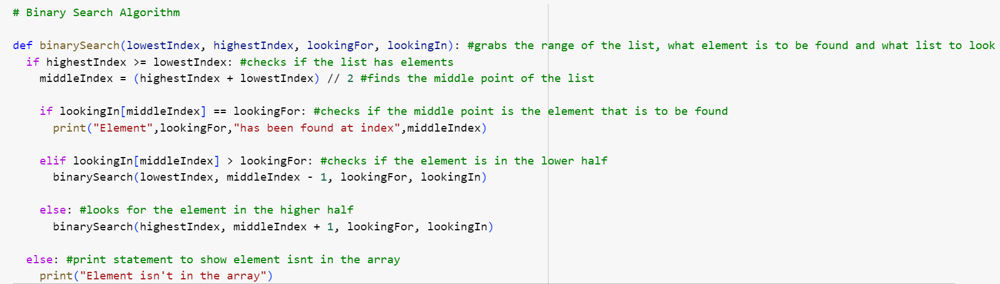 # Binary Search Algorithm
def binarySearch(lowestIndex, highestIndex, lookingFor, lookingIn): #grabs the range of the list, what element is to be found and what list to look
if highestIndex >= lowestIndex: #checks if the list has elements
middleIndex = (highestIndex + lowestIndex) // 2 #finds the middle point of the list
if lookingIn[middleIndex] == lookingFor: #checks if the middle point is the element that is to be found
print("Element",lookingFor,"has been found at index",middleIndex)
elif lookingIn[middleIndex] > lookingFor: #checks if the element is in the lower half
binarySearch(lowestIndex, middleIndex - 1, lookingFor, lookingIn)
else: #looks for the element in the higher half
binarySearch(highestIndex, middleIndex + 1, lookingFor, lookingIn)
else: #print statement to show element isnt in the array
print("Element isn't in the array")